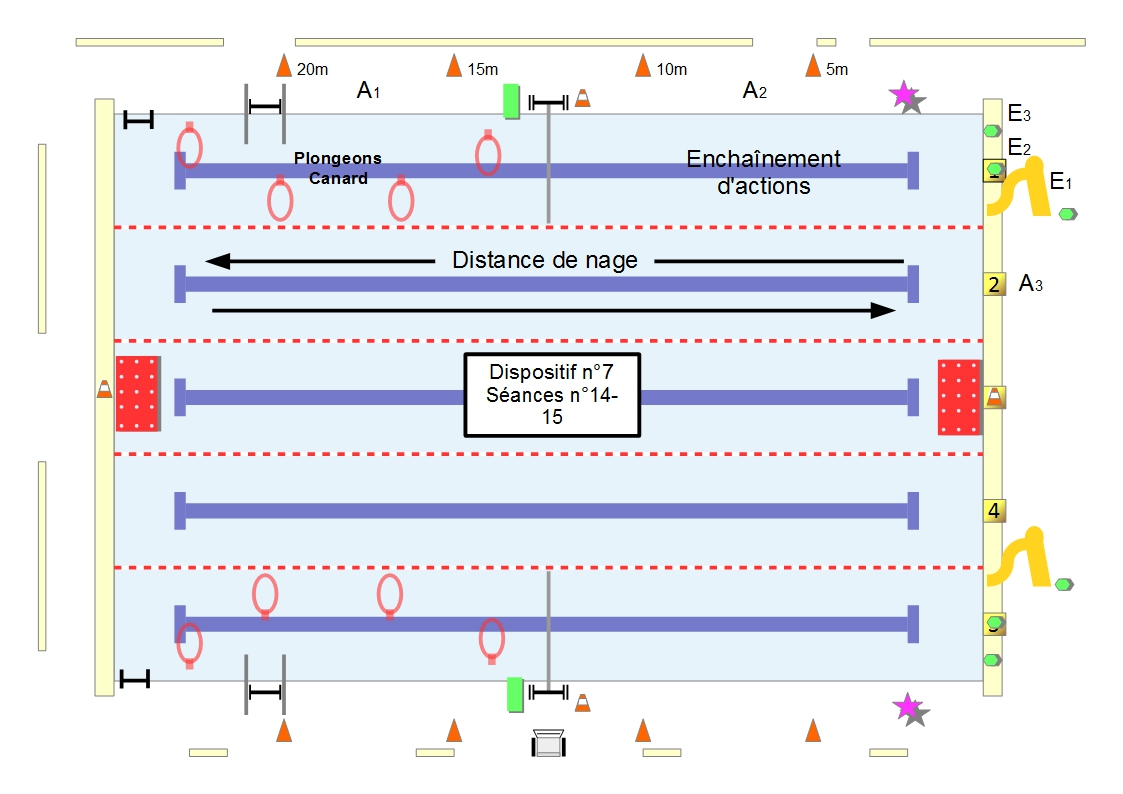 20m
15m
10m
5m
A1
A2
E3
E2
1
E1
Plongeons
Canard
Enchaînement
d'actions
Distance de nage
2
A3
Dispositif n°7
Séances n°14-
15
4